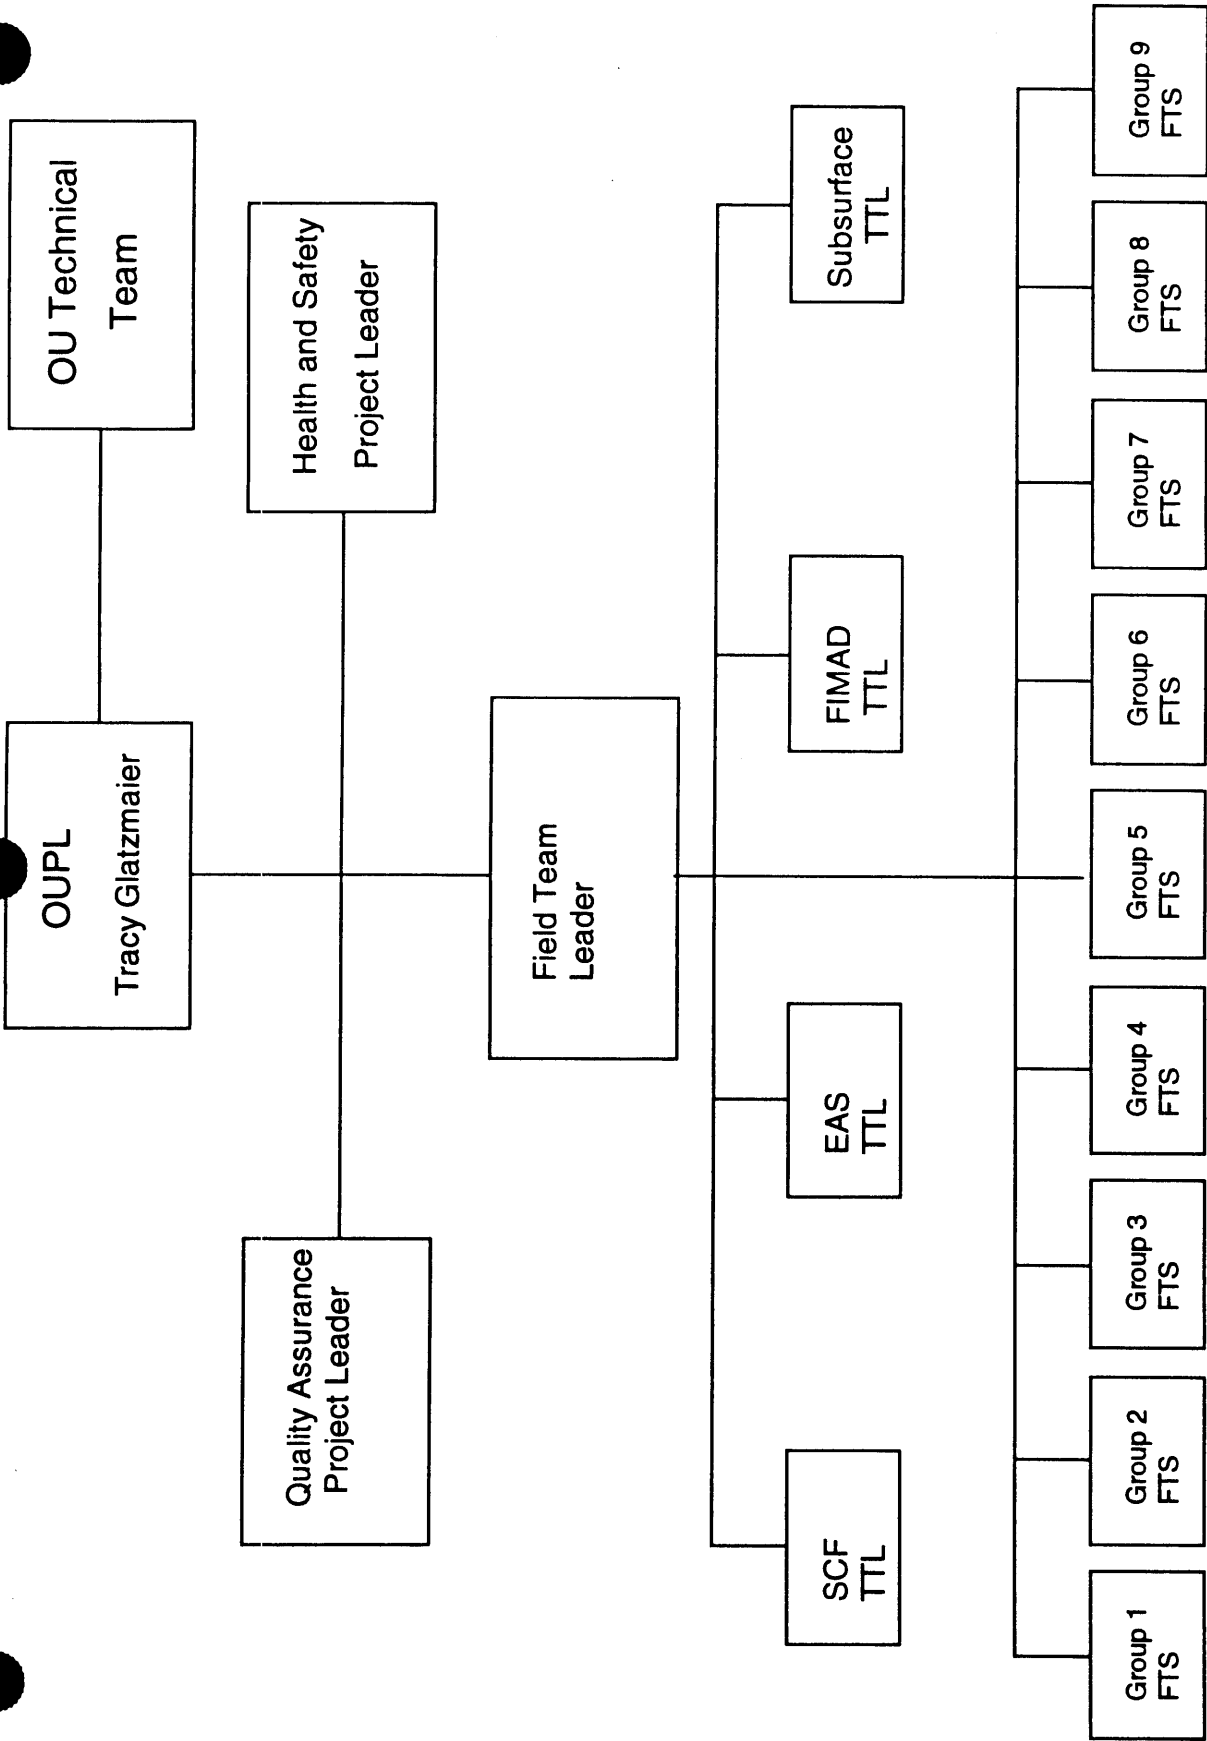 OUPL
Tracy Glatzmaier
OU Technical
Team
Quality Assurance
Project Leader
Health and Safety
Project Leader
Field Team
Leader
SCF
TTL
EAS
TTL
FIMAD
TTL
Subsurface
TTL
Group 1
FTS
Group 2
FTS
Group 3
FTS
Group 4
FTS
Group 5
FTS
Group 6
FTS
Group 7
FTS
Group 8
FTS
Group 9
FTS